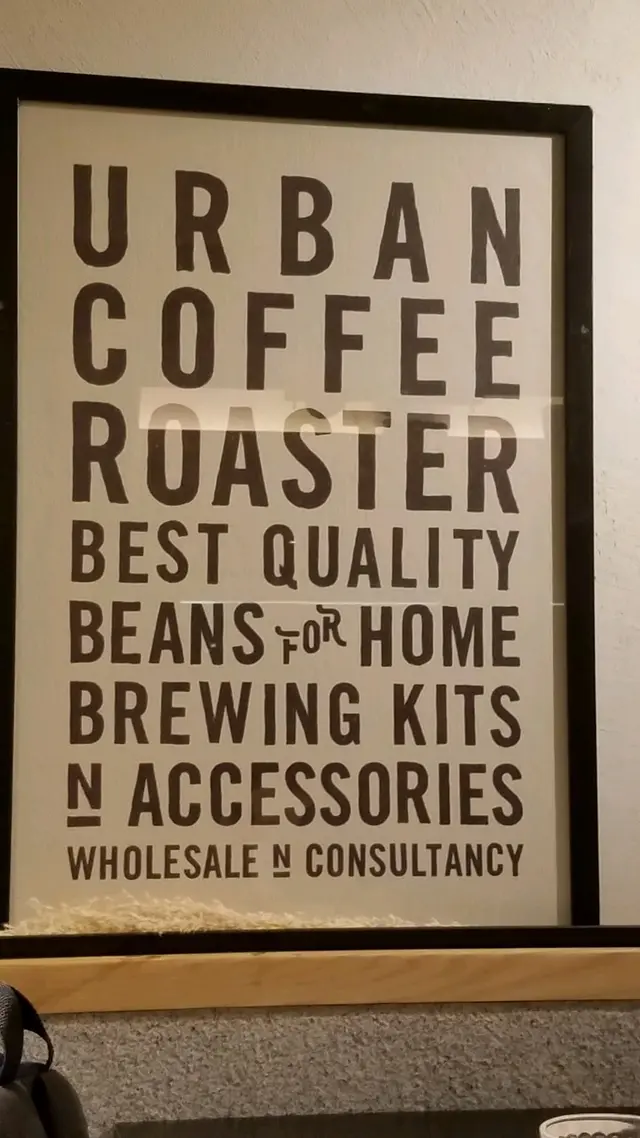 URBAN
COFFEE
ROASTER
BEST QUALITY
BEANS FOR HOME
BREWING KITS
N ACCESSORIES
WHOLESALE N CONSULTANCY